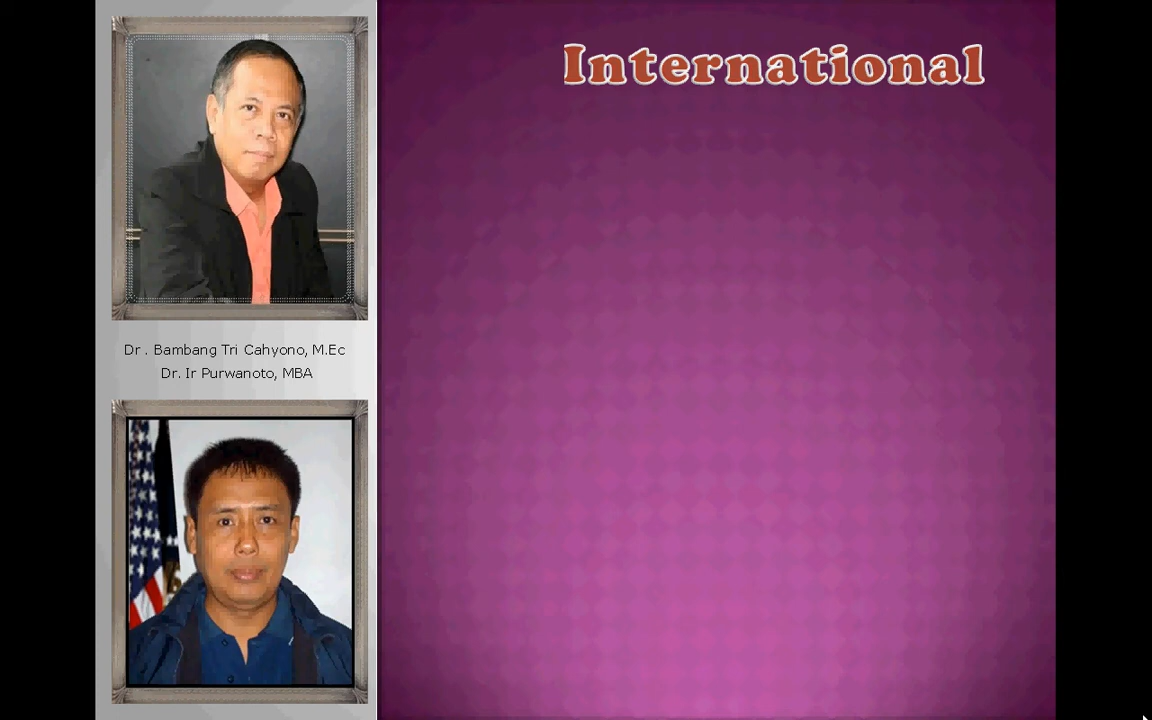 International
Dr . Bambang Tri Cahyono, M.Ec
Dr. Ir Purwanoto, MBA